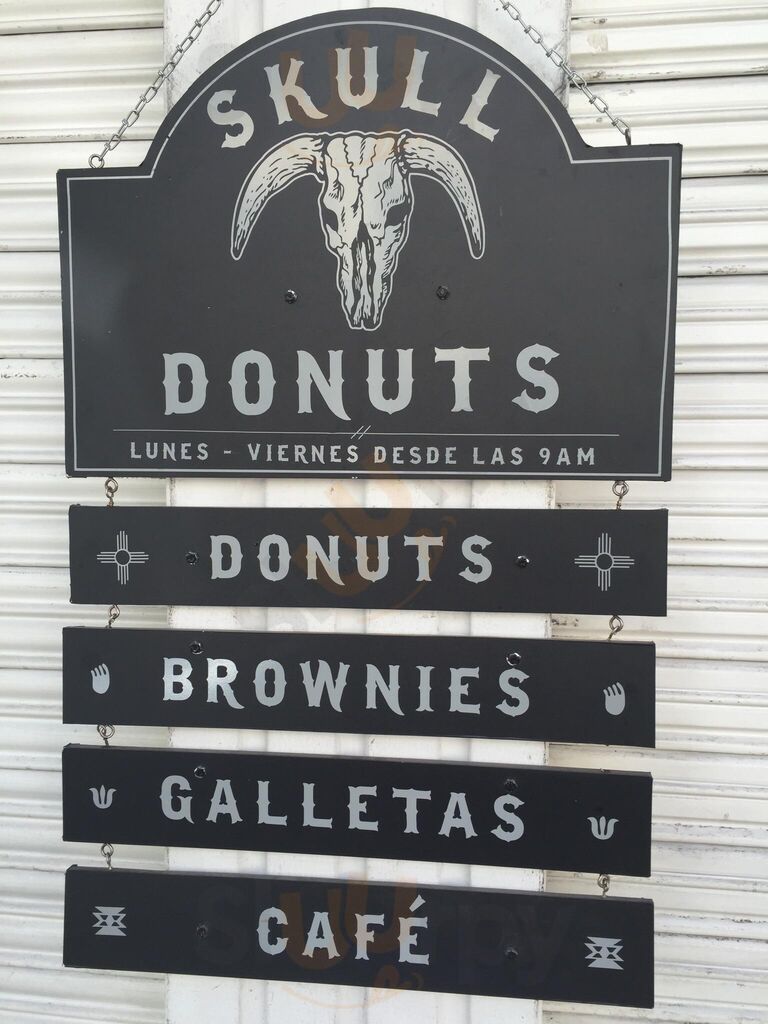 SKULL
DONUTS
LUNES - VIERNES DESDE LAS 9AM
DONUTS
BROWNIES
GALLETAS
CAFÉ